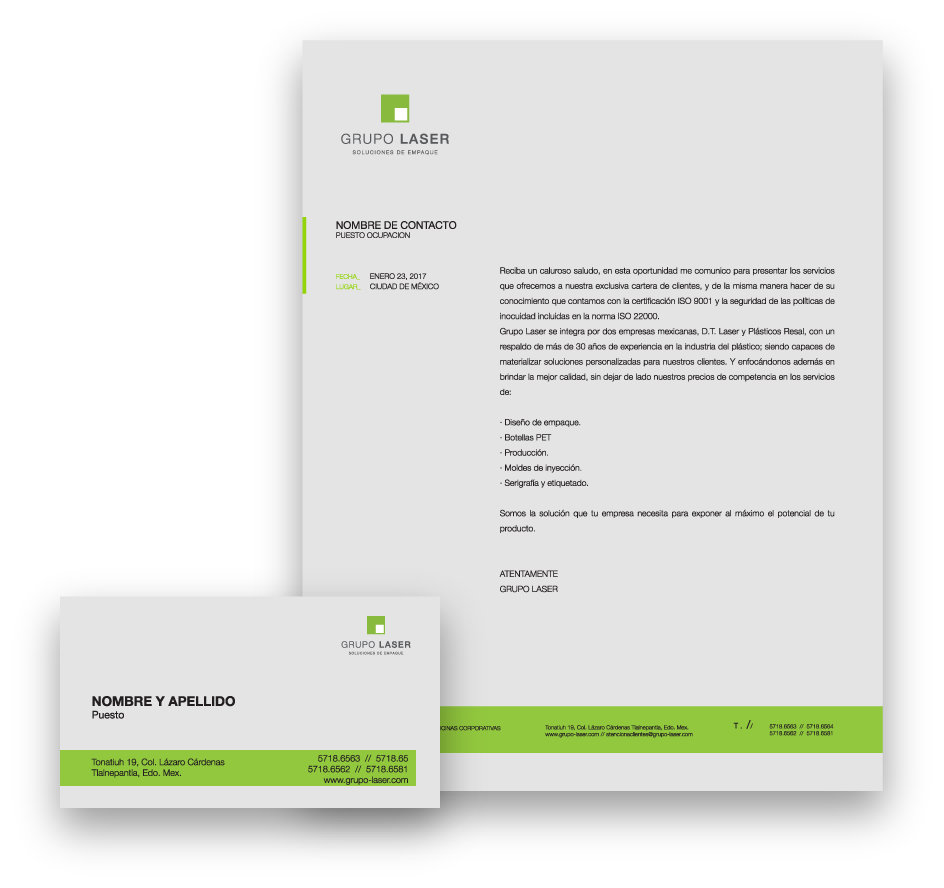 GRUPO LASER
SOLUCIONES DE EMPAQUE
NOMBRE DE CONTACTO
PUESTO OCUPACION
FECHA_ ENERO 23, 2017
LUGAR_ CIUDAD DE MÉXICO
Reciba un caluroso saludo, en esta oportunidad me comunico para presentar los servicios
que ofrecemos a nuestra exclusiva cartera de clientes, y de la misma manera hacer de su
conocimiento que contamos con la certificación ISO 9001 y la seguridad de las políticas de
inocuidad incluidas en la norma ISO 22000.
Grupo Laser se integra por dos empresas mexicanas, D.T. Laser y Plásticos Resal, con un
respaldo de más de 30 años de experiencia en la industria del plástico; siendo capaces de
materializar soluciones personalizadas para nuestros clientes. Y enfocándonos además en
brindar la mejor calidad, sin dejar de lado nuestros precios de competencia en los servicios
de:
· Diseño de empaque.
· Botellas PET
· Producción.
· Moldes de inyección.
· Serigrafía y etiquetado.
Somos la solución que tu empresa necesita para exponer al máximo el potencial de tu
producto.
ATENTAMENTE
GRUPO LASER
CINAS CORPORATIVAS
Tonatiuh 19, Col. Lázaro Cárdenas Tlalnepantla, Edo. Mex.
www.grupo-laser.com // atencionaclientes@grupo-laser.com
T. //
5718.6563 // 5718.6564
5718.6562 // 5718.6581
GRUPO LASER
SOLUCIONES DE EMPAQUE
NOMBRE Y APELLIDO
Puesto
Tonatiuh 19, Col. Lázaro Cárdenas
Tlalnepantla, Edo. Mex.
5718.6563 // 5718.65
5718.6562 // 5718.6581
www.grupo-laser.com